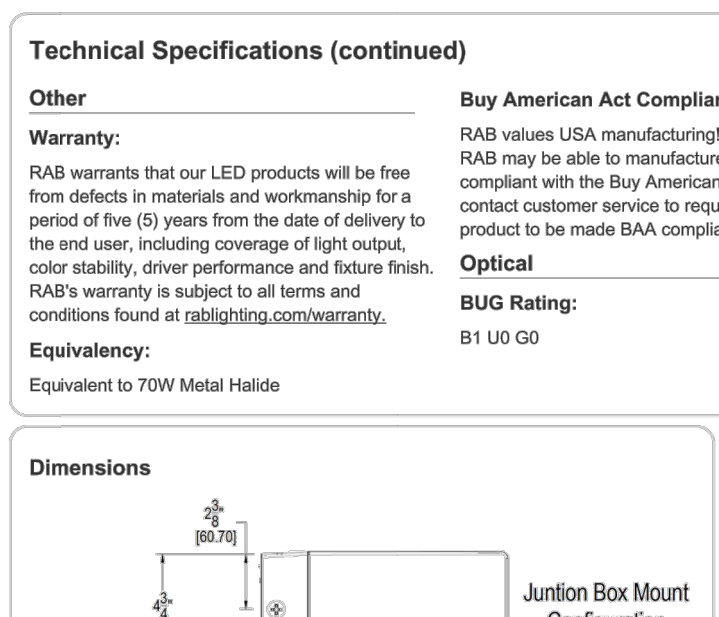 Technical Specifications (continued)
Other
Warranty:
RAB warrants that our LED products will be free
from defects in materials and workmanship for a
period of five (5) years from the date of delivery to
the end user, including coverage of light output,
color stability, driver performance and fixture finish.
RAB's warranty is subject to all terms and
conditions found at rablighting.com/warranty.
Equivalency:
Equivalent to 70W Metal Halide
Buy American Act Complian
RAB values USA manufacturing!
RAB may be able to manufacture
compliant with the Buy American
contact customer service to requ
product to be made BAA complia
Optical
BUG Rating:
B1 U0 G0
Dimensions
2 3/8"
[60.70]
4 3/4"
Juntion Box Mount